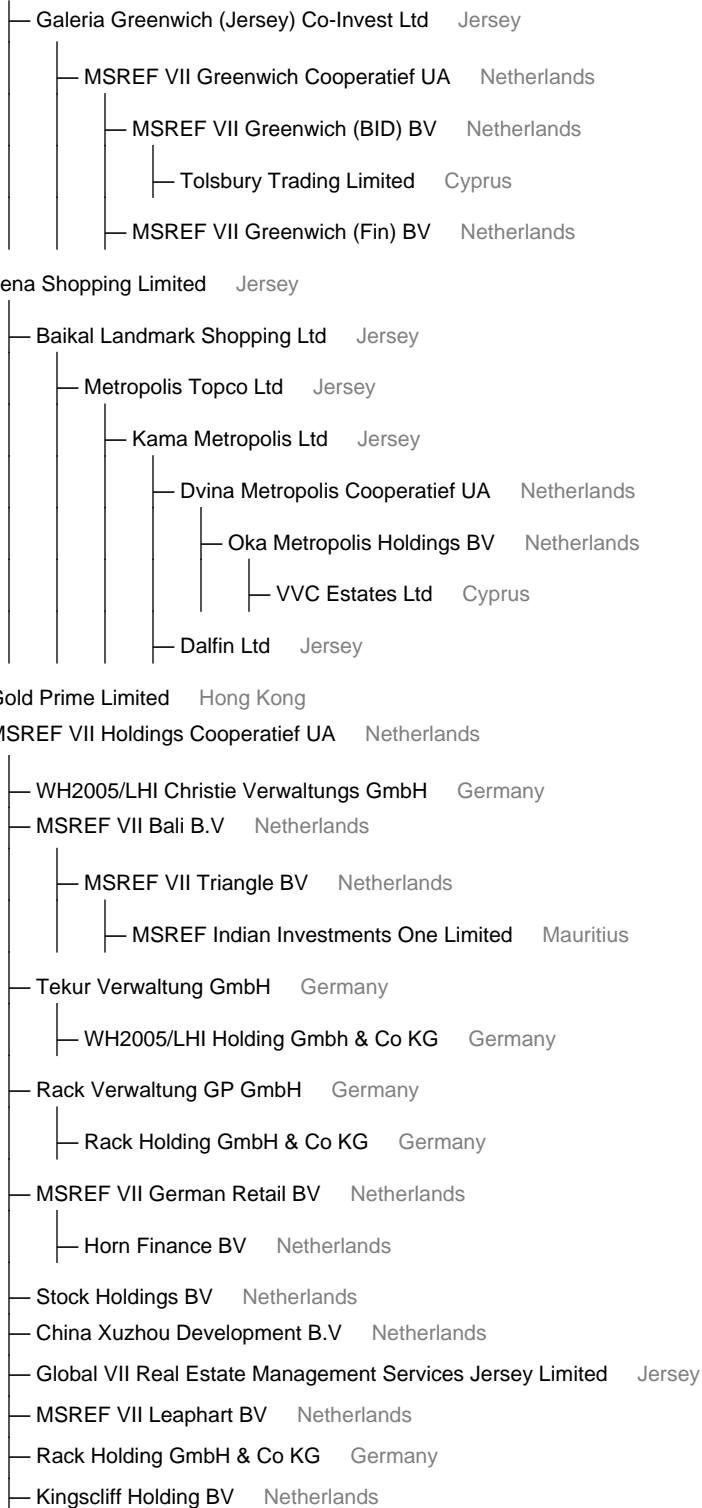 Galeria Greenwich (Jersey) Co-Invest Ltd Jersey
MSREF VII Greenwich Cooperatief UA Netherlands
MSREF VII Greenwich (BID) BV Netherlands
Tolsbury Trading Limited Cyprus
MSREF VII Greenwich (Fin) BV Netherlands
ena Shopping Limited Jersey
Baikal Landmark Shopping Ltd Jersey
Metropolis Topco Ltd Jersey
Kama Metropolis Ltd Jersey
Dvina Metropolis Cooperatief UA Netherlands
Oka Metropolis Holdings BV Netherlands
VVC Estates Ltd Cyprus
Dalfin Ltd Jersey
Gold Prime Limited Hong Kong
MSREF VII Holdings Cooperatief UA Netherlands
WH2005/LHI Christie Verwaltungs GmbH Germany
MSREF VII Bali B.V Netherlands
MSREF VII Triangle BV Netherlands
MSREF Indian Investments One Limited Mauritius
Tekur Verwaltung GmbH Germany
WH2005/LHI Holding Gmbh & Co KG Germany
Rack Verwaltung GP GmbH Germany
Rack Holding GmbH & Co KG Germany
MSREF VII German Retail BV Netherlands
Horn Finance BV Netherlands
Stock Holdings BV Netherlands
China Xuzhou Development B.V Netherlands
Global VII Real Estate Management Services Jersey Limited Jersey
MSREF VII Leaphart BV Netherlands
Rack Holding GmbH & Co KG Germany
Kingscliff Holding BV Netherlands